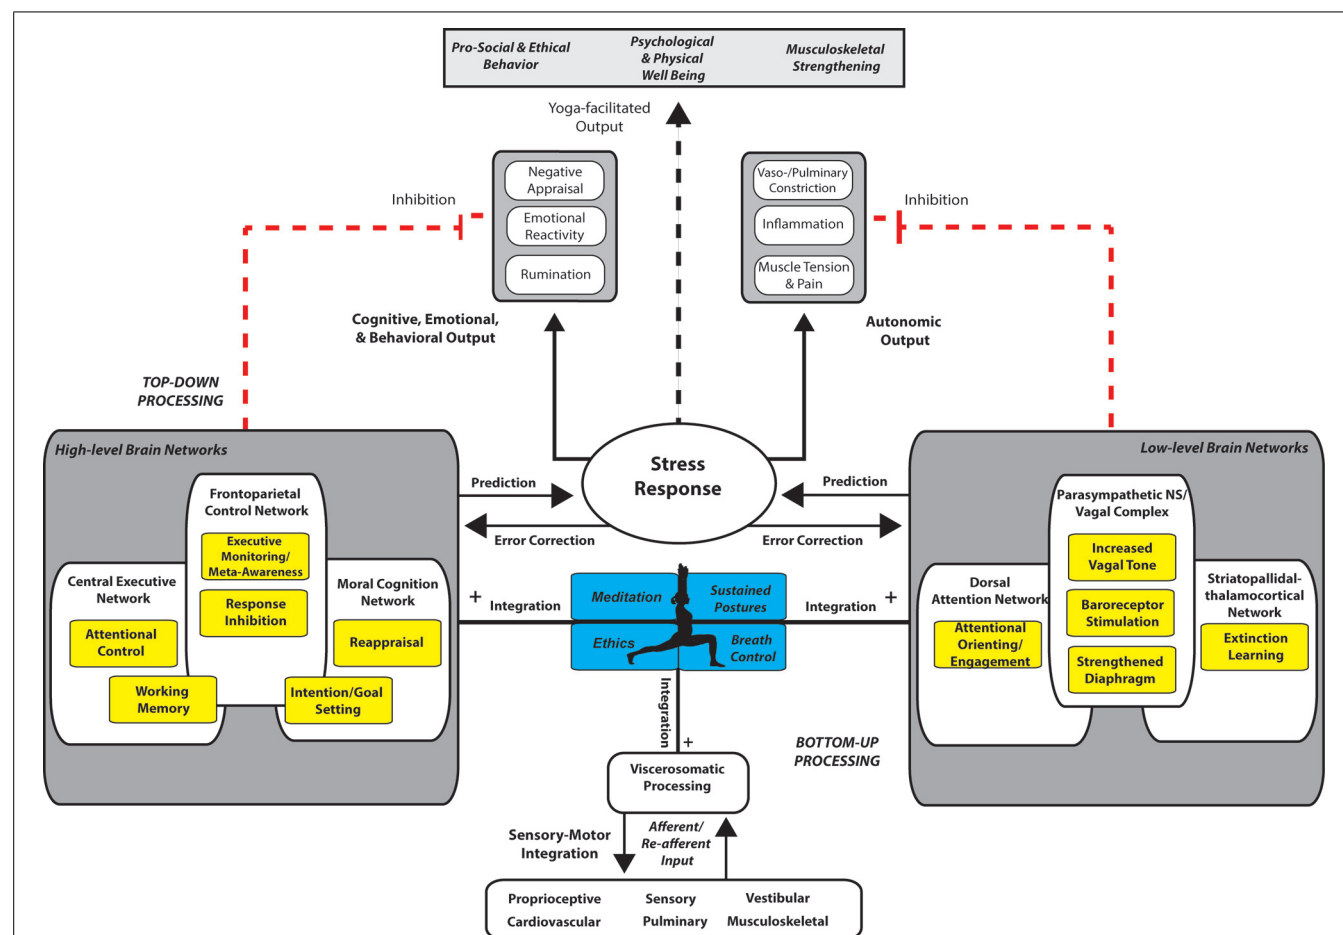 Pro-Social & Ethical
Behavior
Psychological
& Physical
Well Being
Musculoskeletal
Strengthening
Yoga-facilitated
Output
Negative
Appraisal
Emotional
Reactivity
Rumination
Vaso-/Pulminary
Constriction
Inflammation
Muscle Tension
& Pain
Inhibition
Inhibition
Cognitive, Emotional,
& Behavioral Output
Autonomic
Output
TOP-DOWN
PROCESSING
High-level Brain Networks
Frontoparietal
Control Network
Executive
Monitoring/
Meta-Awareness
Response
Inhibition
Central Executive
Network
Attentional
Control
Working
Memory
Moral Cognition
Network
Reappraisal
Intention/Goal
Setting
Stress
Response
Prediction
Error Correction
Prediction
Error Correction
+
Integration
Meditation
Sustained
Postures
Ethics
Breath
Control
Integration
+
Integration
+
Low-level Brain Networks
Parasympathetic NS/
Vagal Complex
Increased
Vagal Tone
Baroreceptor
Stimulation
Strengthened
Diaphragm
Dorsal
Attention Network
Attentional
Orienting/
Engagement
Striatopallidal-
thalamocortical
Network
Extinction
Learning
BOTTOM-UP
PROCESSING
Viscerosomatic
Processing
Sensory-Motor
Integration
Afferent/
Re-afferent
Input
Proprioceptive Sensory Vestibular
Cardiovascular Pulminary Musculoskeletal